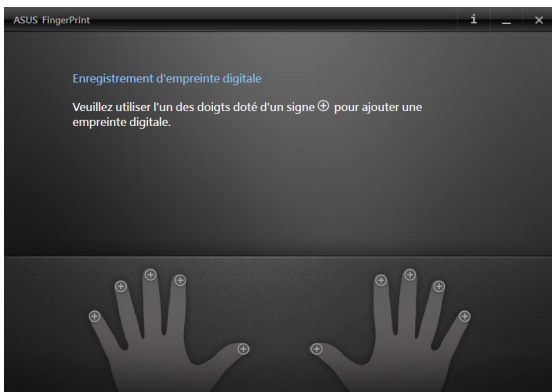 ASUS FingerPrint
Enregistrement d'empreinte digitale
Veuillez utiliser l'un des doigts doté d'un signe ⊕ pour ajouter une
empreinte digitale.